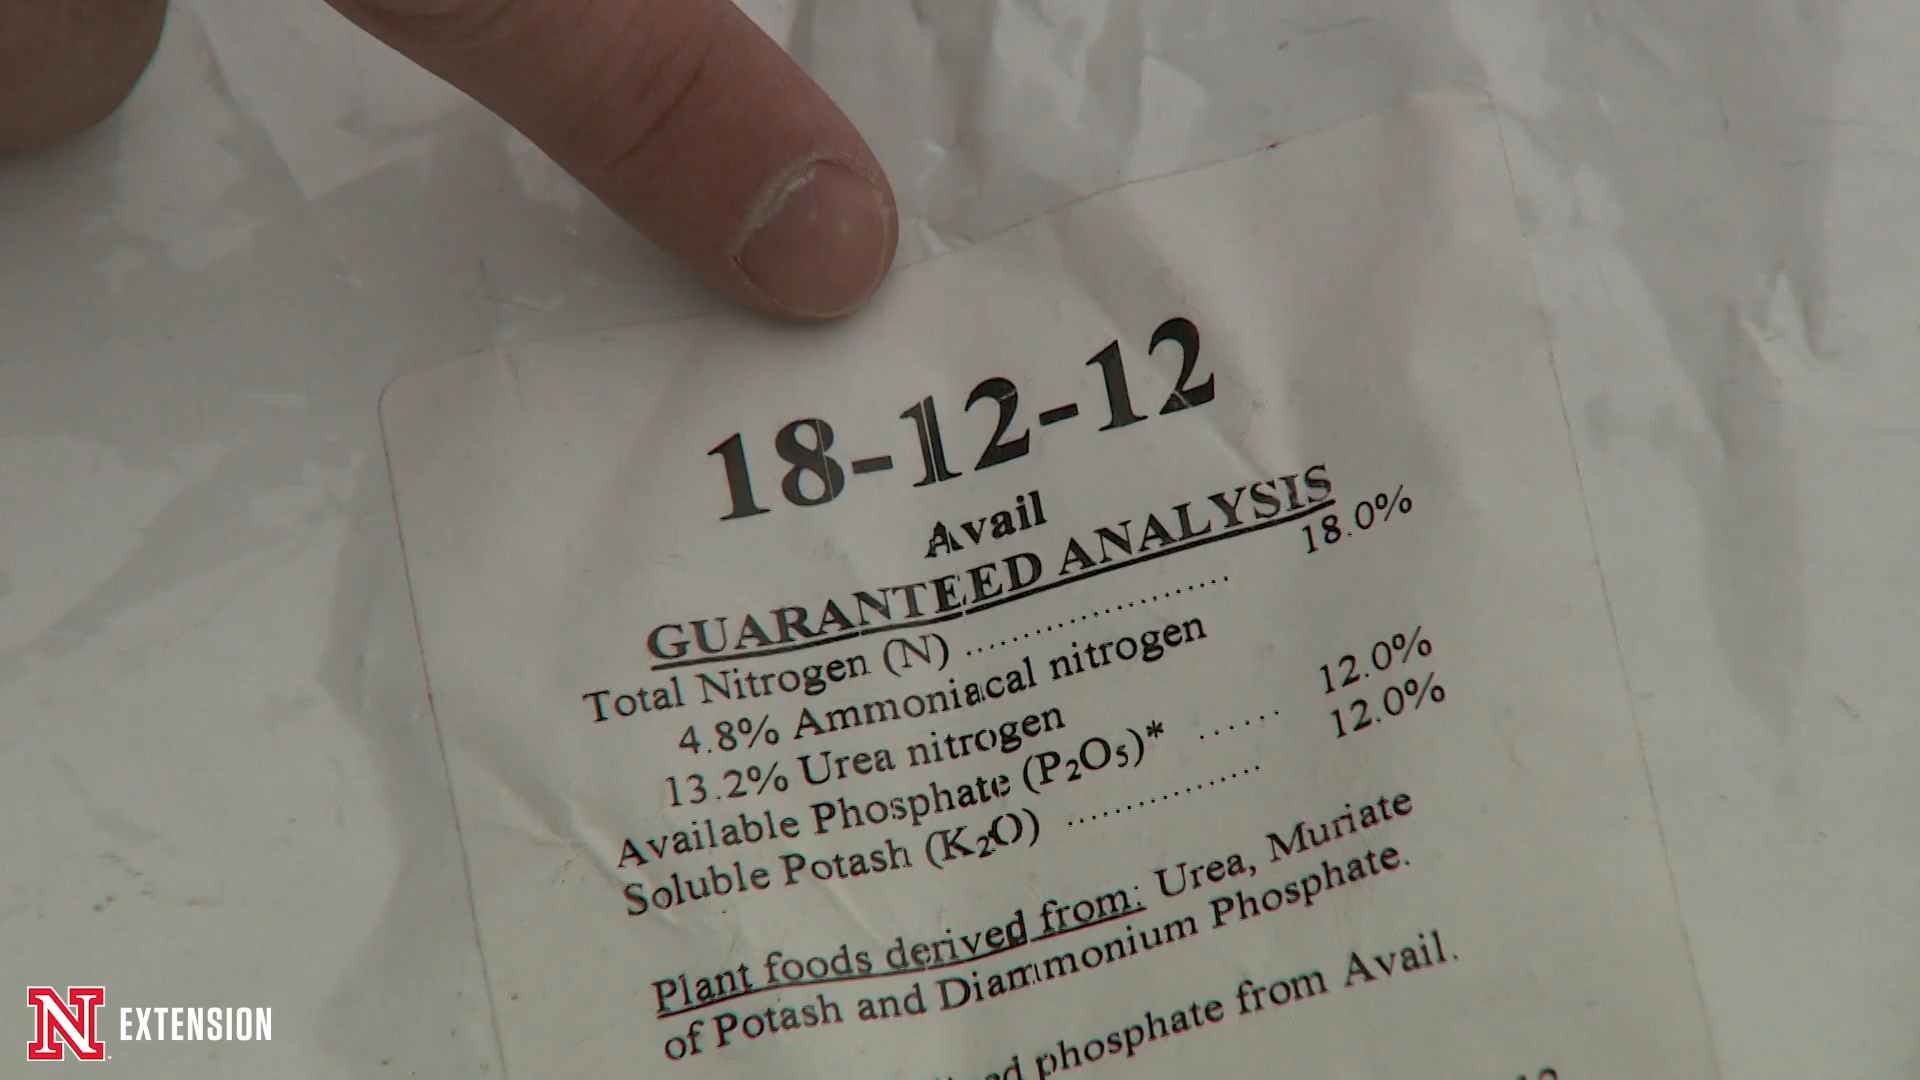 18-12-12
Avail
GUARANTEED ANALYSIS
Total Nitrogen (N) ...................... 18.0%
4.8% Ammoniacal nitrogen
13.2% Urea nitrogen
Available Phosphate (P₂O₅)* ...... 12.0%
Soluble Potash (K₂O) ................ 12.0%
Plant foods derived from: Urea, Muriate
of Potash and Diammonium Phosphate.
phosphate from Avail.
N EXTENSION